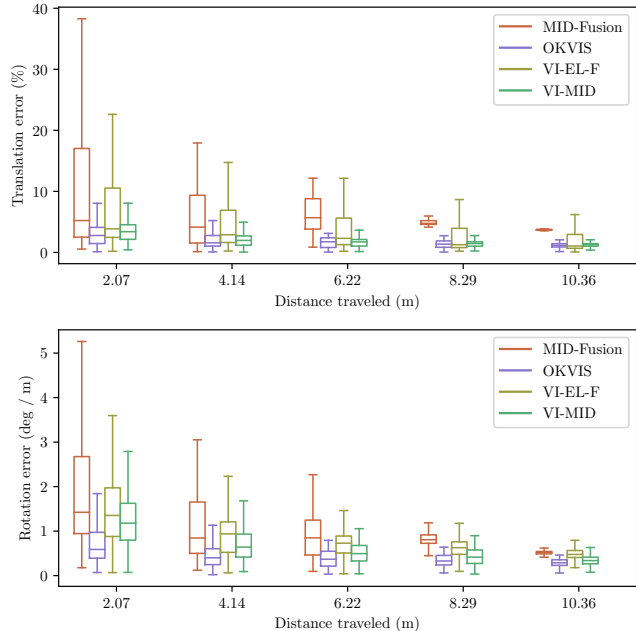 40
30
20
10
0
Translation error (%)
MID-Fusion
OKVIS
VI-EL-F
VI-MID
2.07 4.14 6.22 8.29 10.36
Distance traveled (m)
5
4
3
2
1
0
Rotation error (deg / m)
MID-Fusion
OKVIS
VI-EL-F
VI-MID
2.07 4.14 6.22 8.29 10.36
Distance traveled (m)